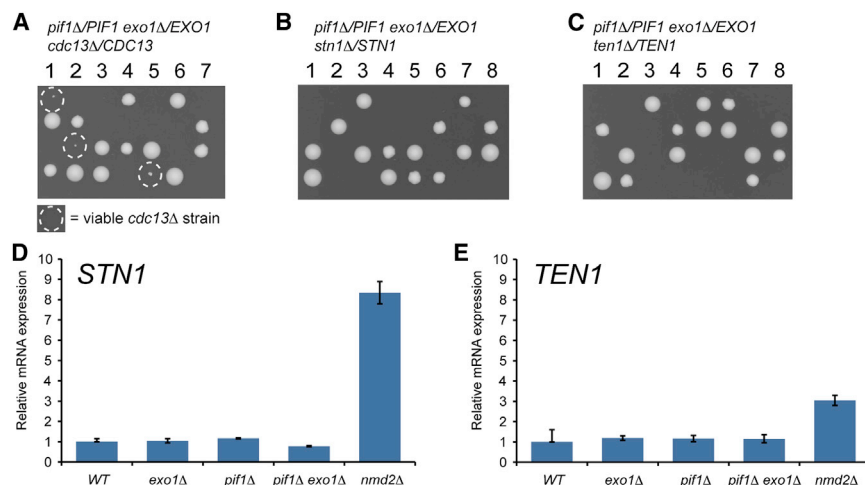 A
pif1Δ/PIF1 exo1Δ/EXO1
cdc13Δ/CDC13
1 2 3 4 5 6 7
= viable cdc13Δ strain
B
pif1Δ/PIF1 exo1Δ/EXO1
stn1Δ/STN1
1 2 3 4 5 6 7 8
C
pif1Δ/PIF1 exo1Δ/EXO1
ten1Δ/TEN1
1 2 3 4 5 6 7 8
D
STN1
Relative mRNA expression
10
9
8
7
6
5
4
3
2
1
0
WT exo1Δ pif1Δ pif1Δ exo1Δ nmd2Δ
E
TEN1
Relative mRNA expression
10
9
8
7
6
5
4
3
2
1
0
WT exo1Δ pif1Δ pif1Δ exo1Δ nmd2Δ